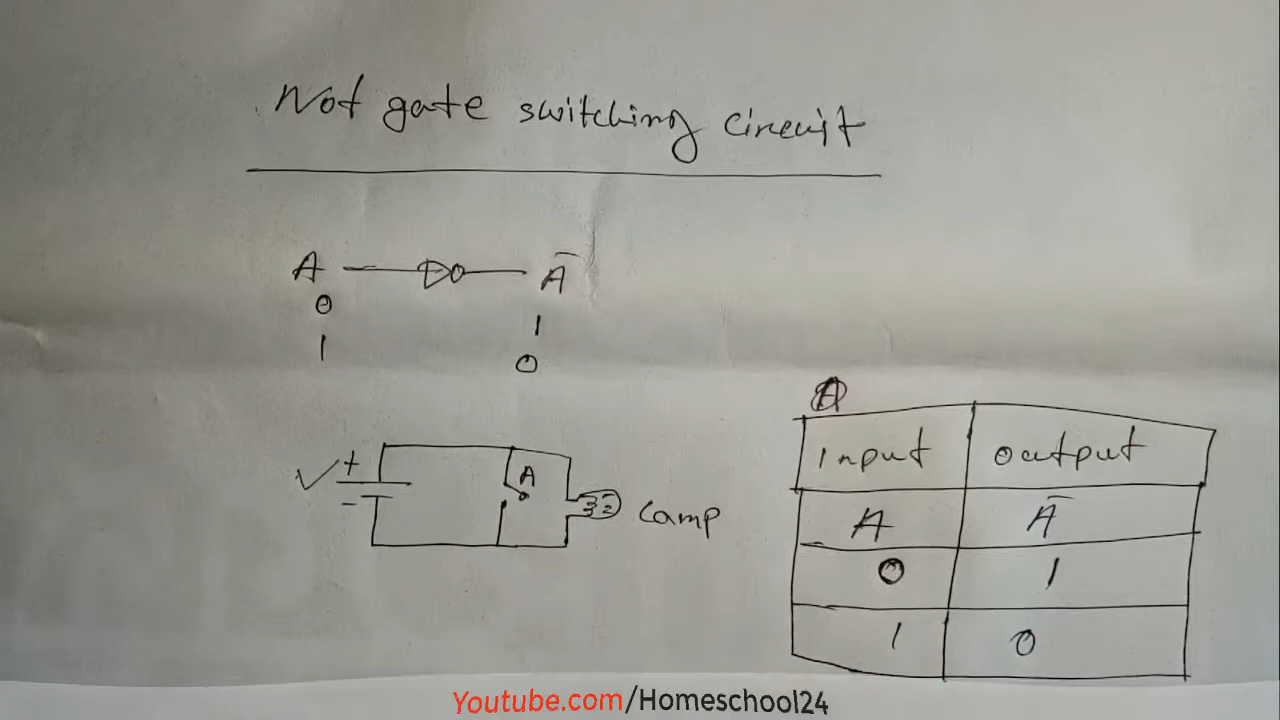 Not gate switching circuit
A Ā
0
1
1
0
A
V + -
A
Lamp
input output
A Ā
0 1
1 0
Youtube.com/Homeschool24